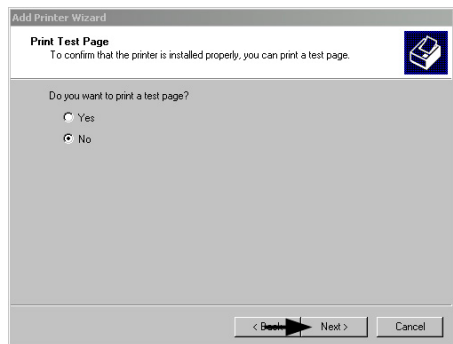 Add Printer Wizard
Print Test Page
To confirm that the printer is installed properly, you can print a test page.
Do you want to print a test page?
Yes
No
< Back
Next >
Cancel